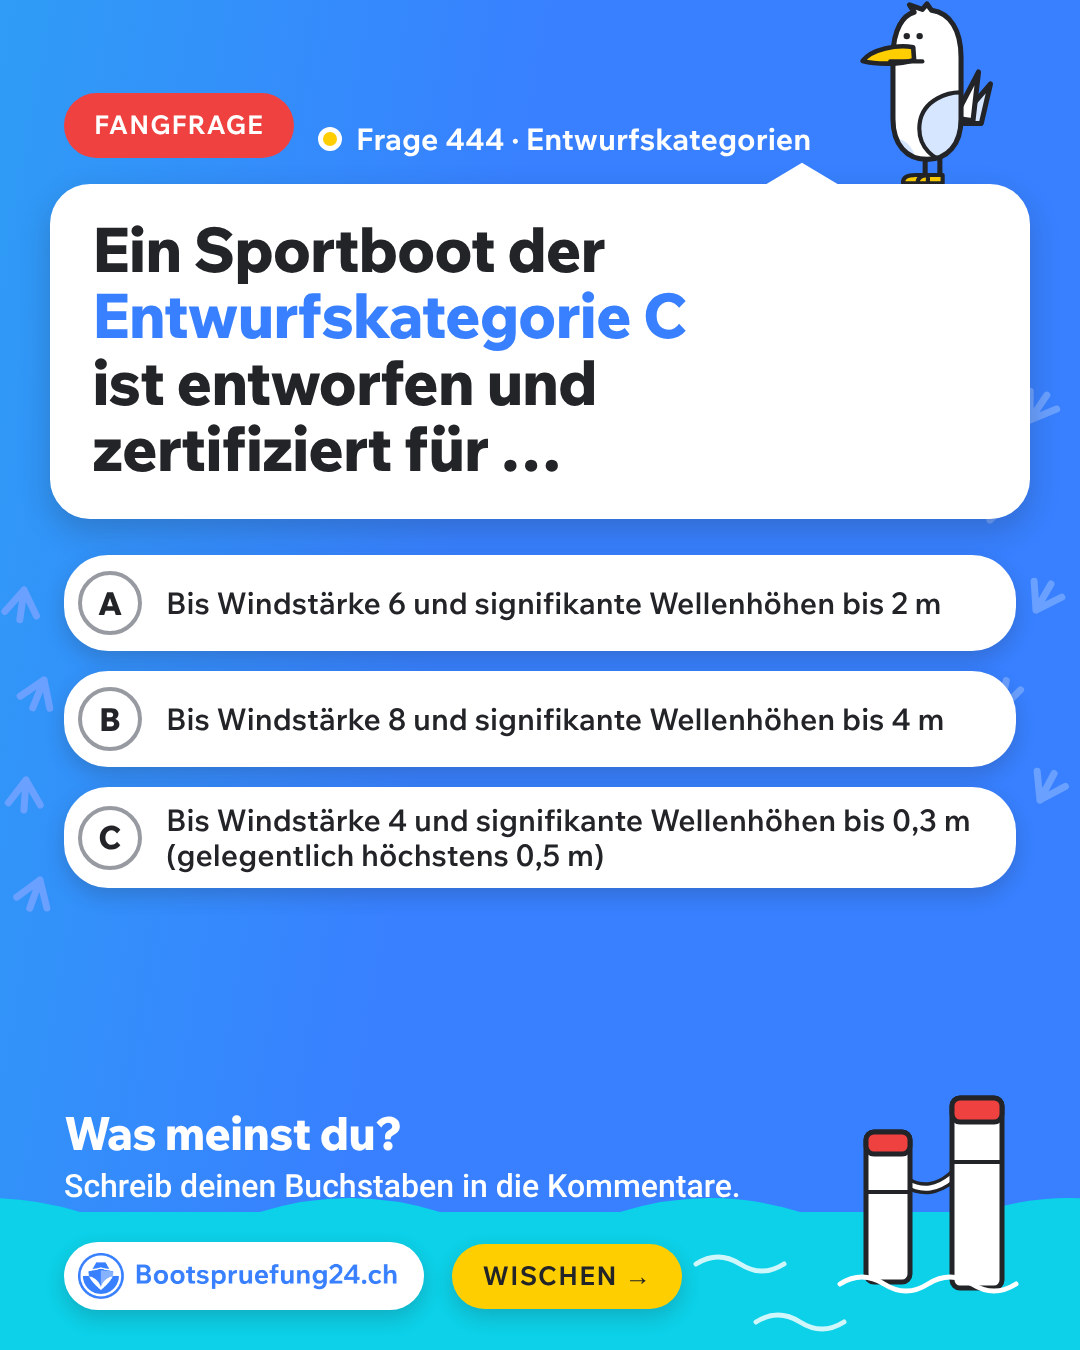 FANGFRAGE
Frage 444 · Entwurfskategorien
Ein Sportboot der
Entwurfskategorie C
ist entworfen und
zertifiziert für …
A Bis Windstärke 6 und signifikante Wellenhöhen bis 2 m
B Bis Windstärke 8 und signifikante Wellenhöhen bis 4 m
C Bis Windstärke 4 und signifikante Wellenhöhen bis 0,3 m
(gelegentlich höchstens 0,5 m)
Was meinst du?
Schreib deinen Buchstaben in die Kommentare.
Bootspruefung24.ch
WISCHEN →